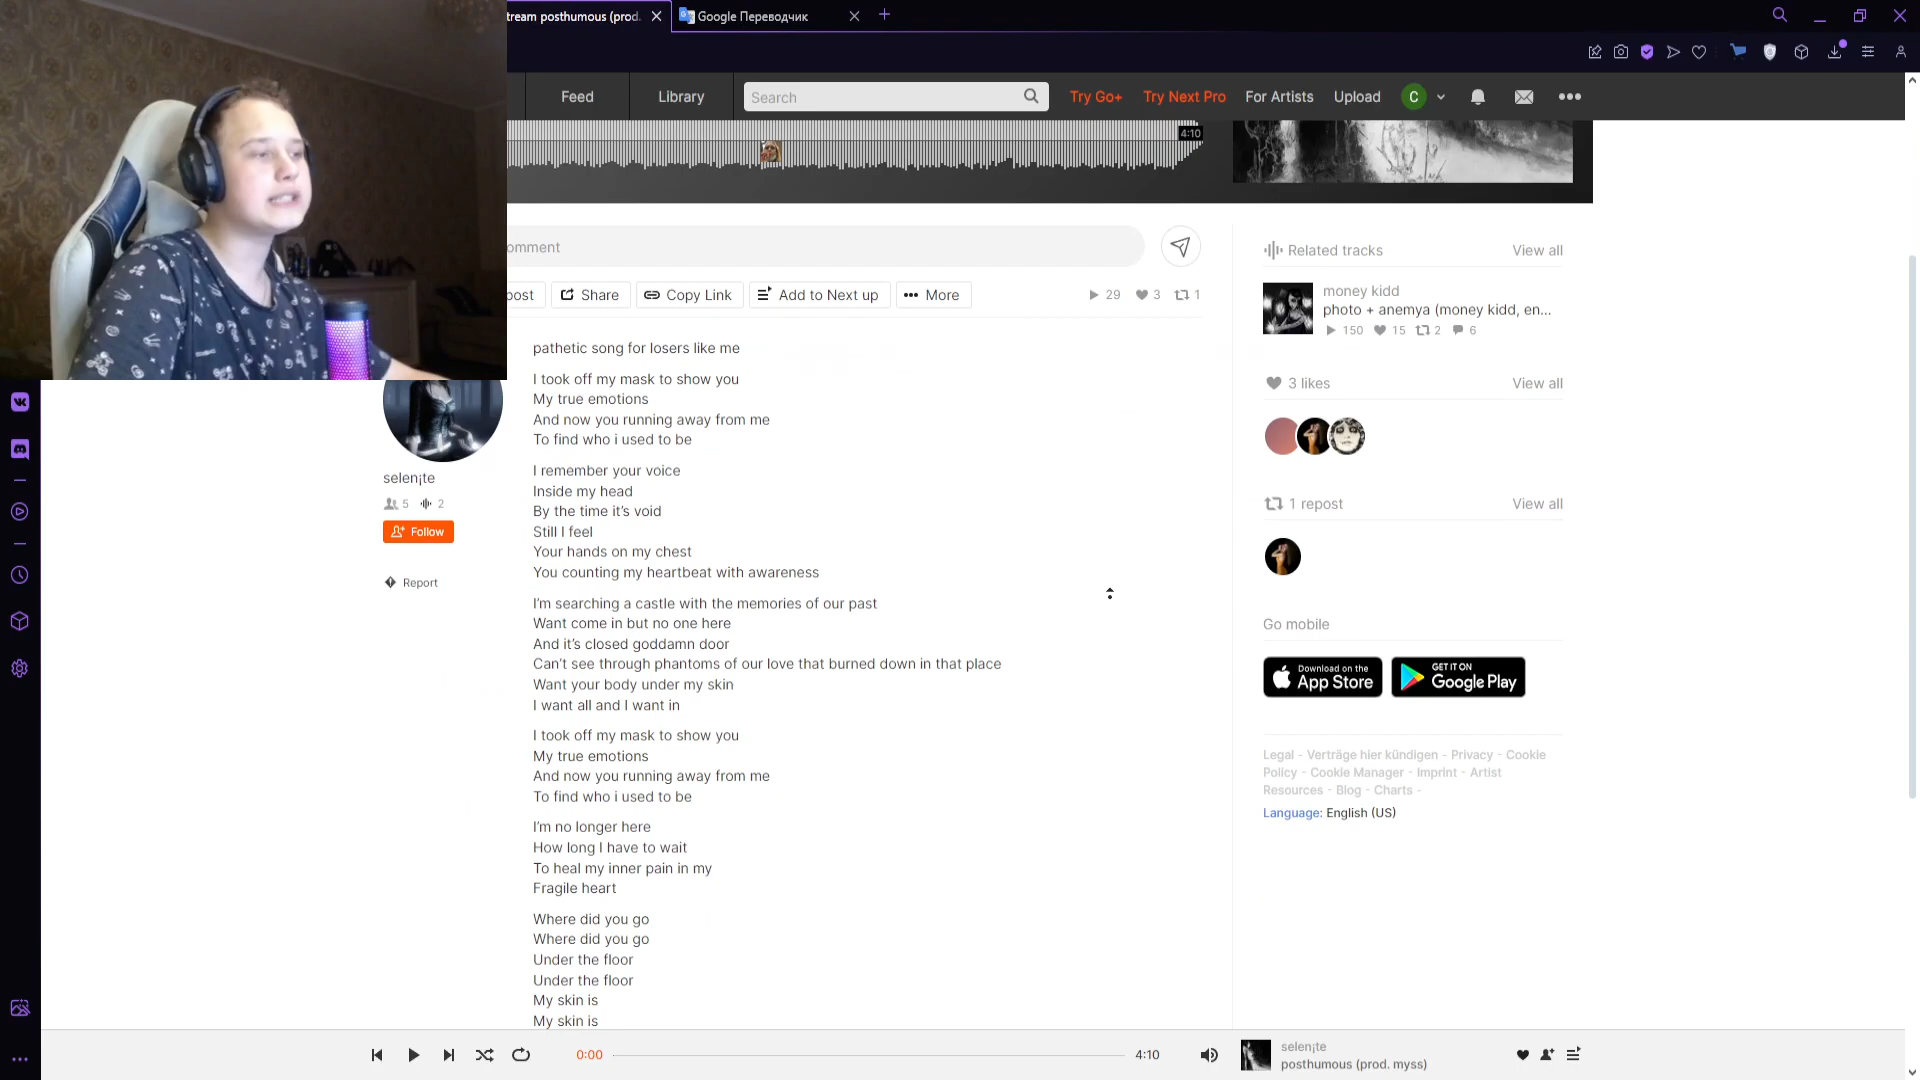 tream posthumous (prod.
Google Переводчик
Feed
Library
Search
Try Go+
Try Next Pro
For Artists
Upload
C
4:10
omment
post
Share
Copy Link
Add to Next up
More
29
3
1
pathetic song for losers like me
I took off my mask to show you
My true emotions
And now you running away from me
To find who i used to be
I remember your voice
Inside my head
By the time it's void
Still I feel
Your hands on my chest
You counting my heartbeat with awareness
I'm searching a castle with the memories of our past
Want come in but no one here
And it's closed goddamn door
Can't see through phantoms of our love that burned down in that place
Want your body under my skin
I want all and I want in
I took off my mask to show you
My true emotions
And now you running away from me
To find who i used to be
I'm no longer here
How long I have to wait
To heal my inner pain in my
Fragile heart
Where did you go
Where did you go
Under the floor
Under the floor
My skin is
My skin is
selen¡te
5
2
Follow
Report
Related tracks
View all
money kidd
photo + anemya (money kidd, en...
150
15
2
6
3 likes
View all
1 repost
View all
Go mobile
Download on the
App Store
GET IT ON
Google Play
Legal - Verträge hier kündigen - Privacy - Cookie
Policy - Cookie Manager - Imprint - Artist
Resources - Blog - Charts -
Language: English (US)
0:00
4:10
selen¡te
posthumous (prod. myss)